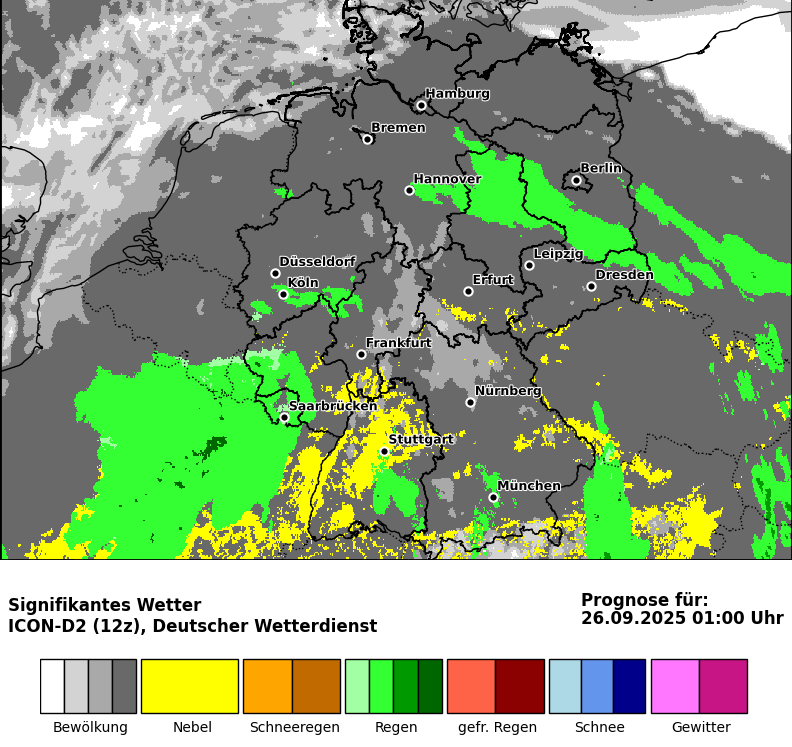 Hamburg
Bremen
Berlin
Hannover
Leipzig
Düsseldorf
Dresden
Köln
Erfurt
Frankfurt
Nürnberg
Saarbrücken
Stuttgart
München
Signifikantes Wetter
ICON-D2 (12z), Deutscher Wetterdienst
Prognose für:
26.09.2025 01:00 Uhr
Bewölkung Nebel Schneeregen Regen gefr. Regen Schnee Gewitter